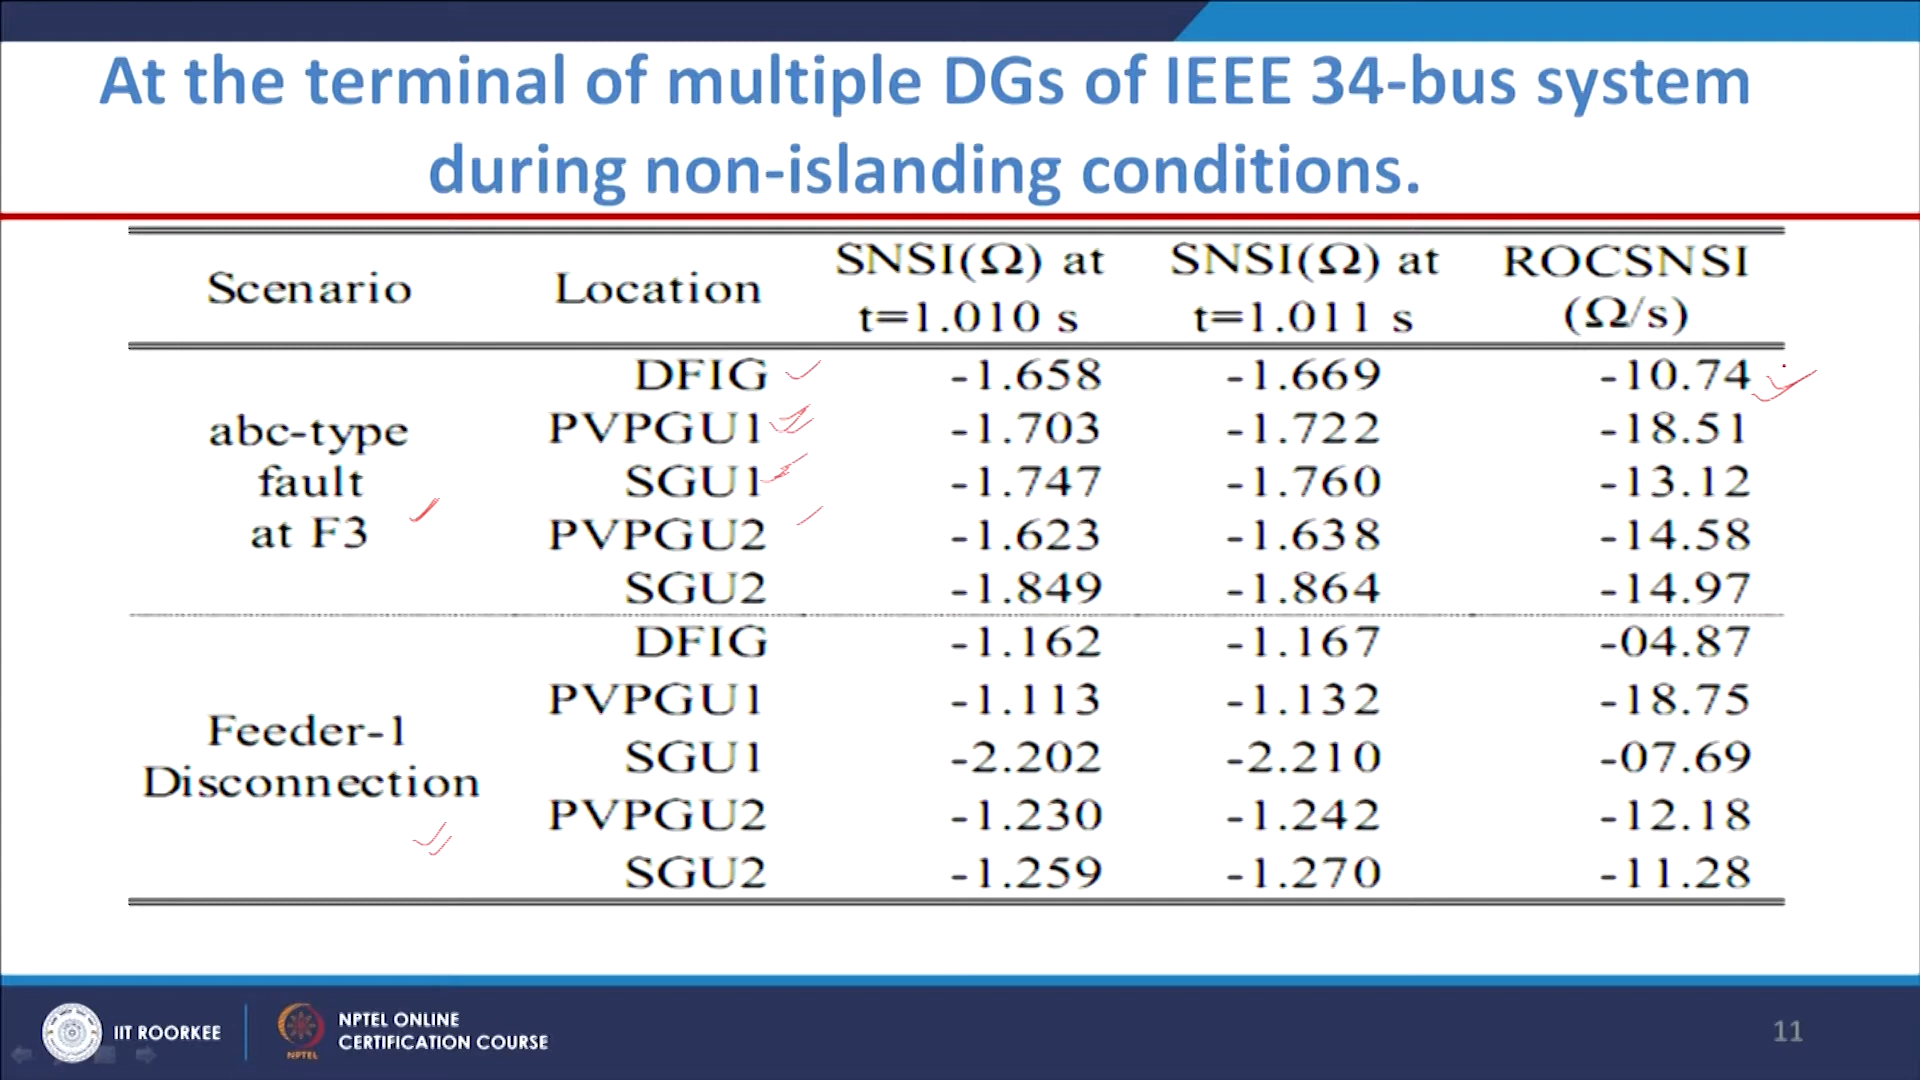 At the terminal of multiple DGs of IEEE 34-bus system
during non-islanding conditions.
Scenario Location SNSI(Ω) at t=1.010 s SNSI(Ω) at t=1.011 s ROCSNSI (Ω/s)
abc-type fault at F3
DFIG -1.658 -1.669 -10.74
PVPGU1 -1.703 -1.722 -18.51
SGU1 -1.747 -1.760 -13.12
PVPGU2 -1.623 -1.638 -14.58
SGU2 -1.849 -1.864 -14.97
Feeder-1 Disconnection
DFIG -1.162 -1.167 -04.87
PVPGU1 -1.113 -1.132 -18.75
SGU1 -2.202 -2.210 -07.69
PVPGU2 -1.230 -1.242 -12.18
SGU2 -1.259 -1.270 -11.28
IIT ROORKEE
NPTEL
NPTEL ONLINE
CERTIFICATION COURSE
11